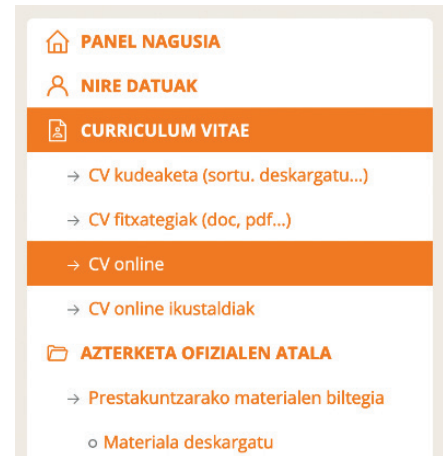 PANEL NAGUSIA
NIRE DATUAK
CURRICULUM VITAE
→ CV kudeaketa (sortu. deskargatu...)
→ CV fitxategiak (doc, pdf...)
→ CV online
→ CV online ikustaldiak
AZTERKETA OFIZIALEN ATALA
→ Prestakuntzarako materialen biltegia
o Materiala deskargatu